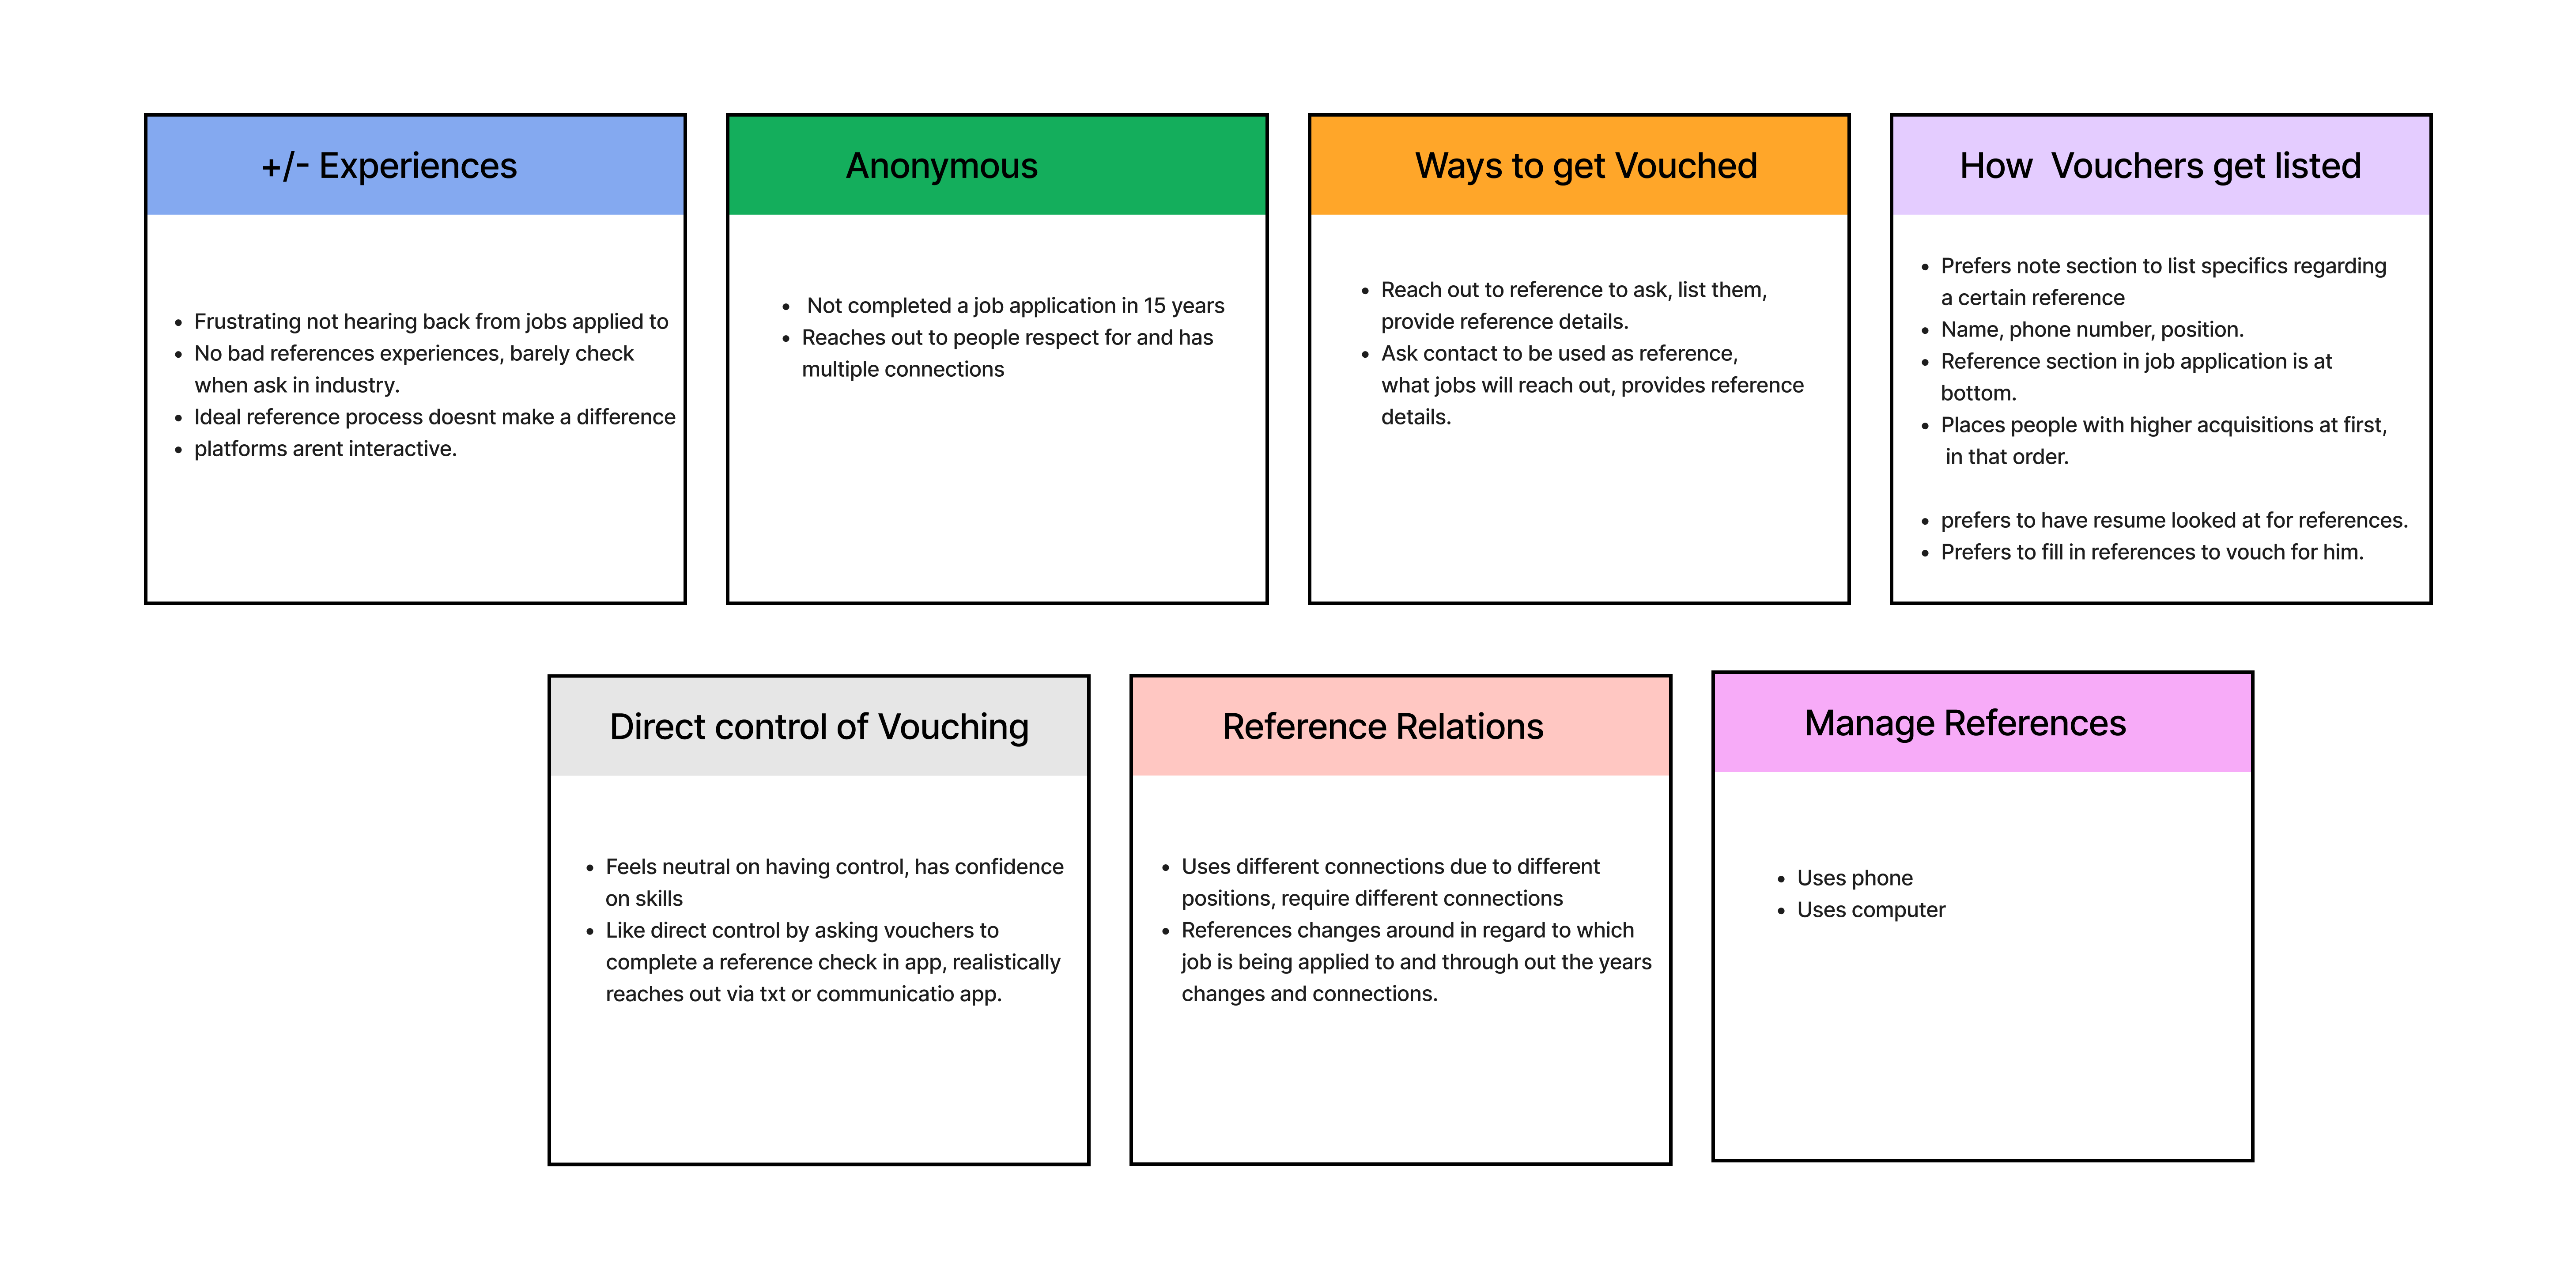 +/- Experiences
• Frustrating not hearing back from jobs applied to
• No bad references experiences, barely check
when ask in industry.
• Ideal reference process doesnt make a difference
• platforms arent interactive.
Anonymous
• Not completed a job application in 15 years
• Reaches out to people respect for and has
multiple connections
Ways to get Vouched
• Reach out to reference to ask, list them,
provide reference details.
• Ask contact to be used as reference,
what jobs will reach out, provides reference
details.
How  Vouchers get listed
• Prefers note section to list specifics regarding
a certain reference
• Name, phone number, position.
• Reference section in job application is at
bottom.
• Places people with higher acquisitions at first,
in that order.
• prefers to have resume looked at for references.
• Prefers to fill in references to vouch for him.
Direct control of Vouching
• Feels neutral on having control, has confidence
on skills
• Like direct control by asking vouchers to
complete a reference check in app, realistically
reaches out via txt or communicatio app.
Reference Relations
• Uses different connections due to different
positions, require different connections
• References changes around in regard to which
job is being applied to and through out the years
changes and connections.
Manage References
• Uses phone
• Uses computer